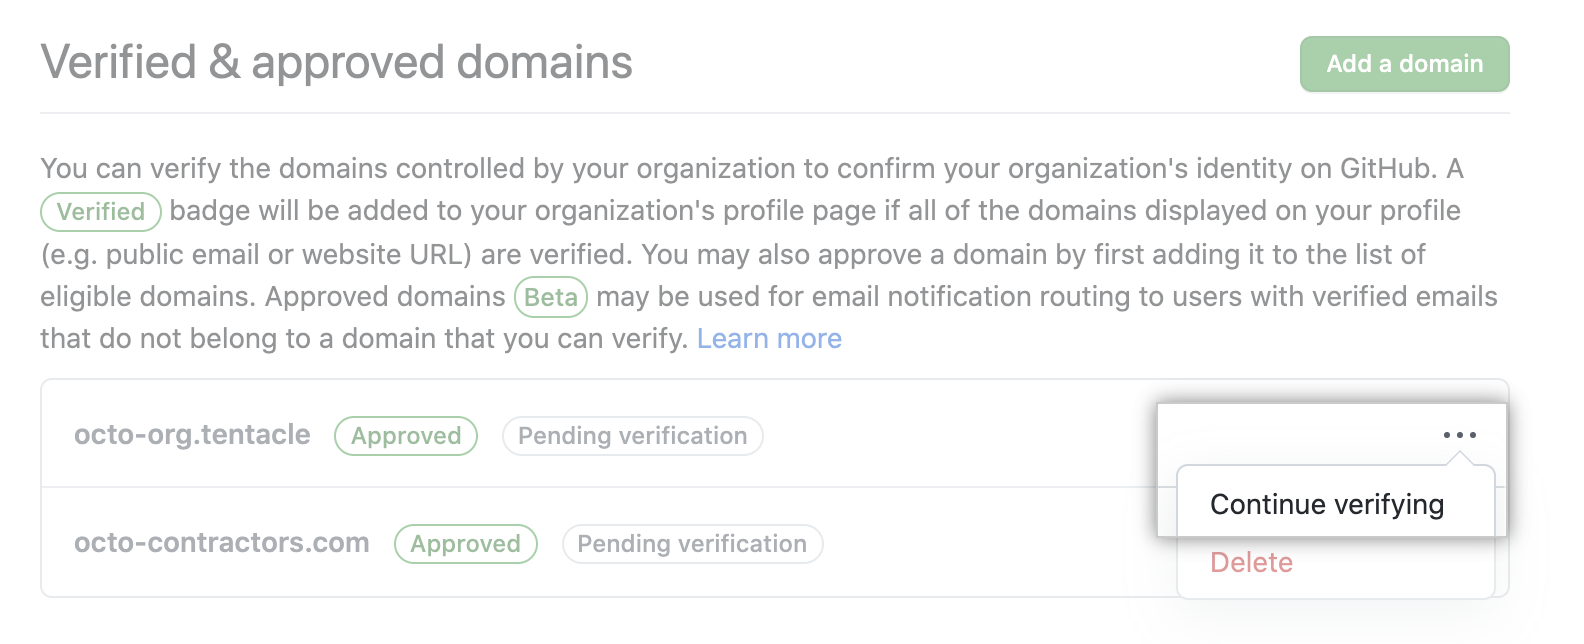 Verified & approved domains
Add a domain
You can verify the domains controlled by your organization to confirm your organization's identity on GitHub. A
Verified badge will be added to your organization's profile page if all of the domains displayed on your profile
(e.g. public email or website URL) are verified. You may also approve a domain by first adding it to the list of
eligible domains. Approved domains Beta may be used for email notification routing to users with verified emails
that do not belong to a domain that you can verify. Learn more
octo-org.tentacle Approved Pending verification
Continue verifying
octo-contractors.com Approved Pending verification
Delete